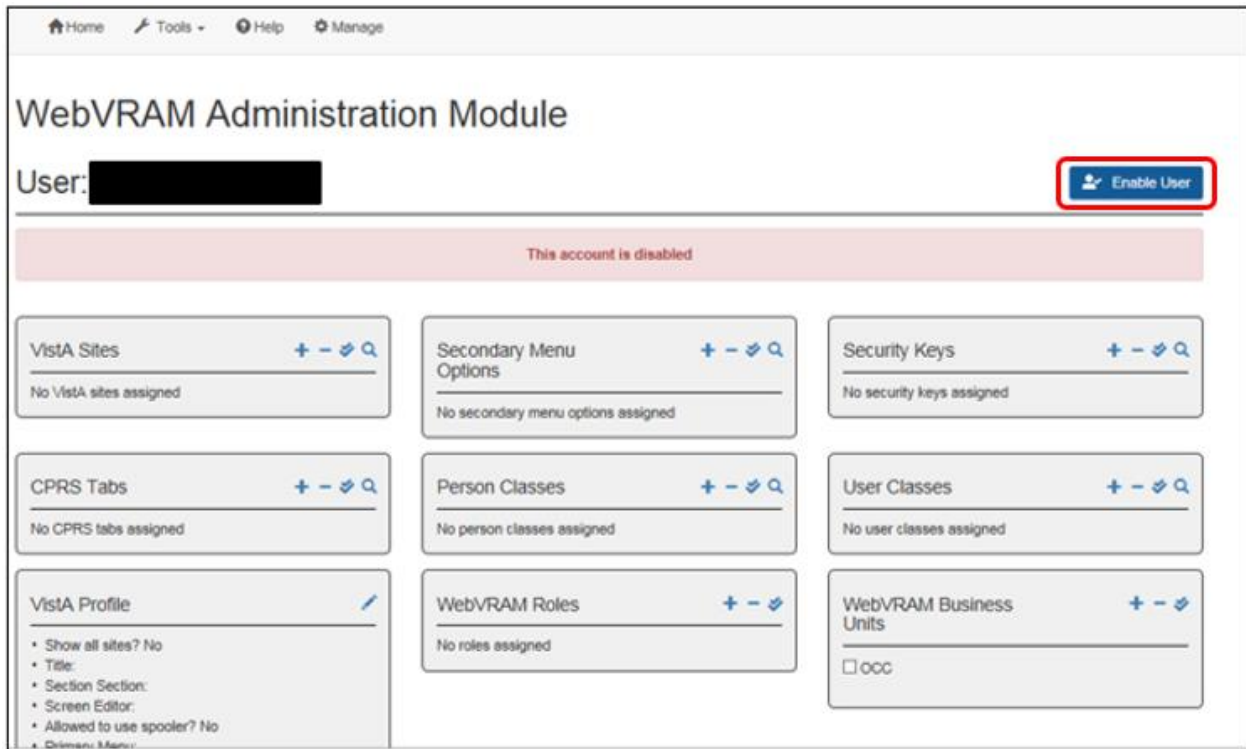 Home Tools Help Manage
WebVRAM Administration Module
User:
Enable User
This account is disabled
VistA Sites
No VistA sites assigned
Secondary Menu
Options
No secondary menu options assigned
Security Keys
No security keys assigned
CPRS Tabs
No CPRS tabs assigned
Person Classes
No person classes assigned
User Classes
No user classes assigned
VistA Profile
• Show all sites? No
• Title:
• Section Section:
• Screen Editor:
• Allowed to use spooler? No
• Primary Menu:
WebVRAM Roles
No roles assigned
WebVRAM Business
Units
OCC